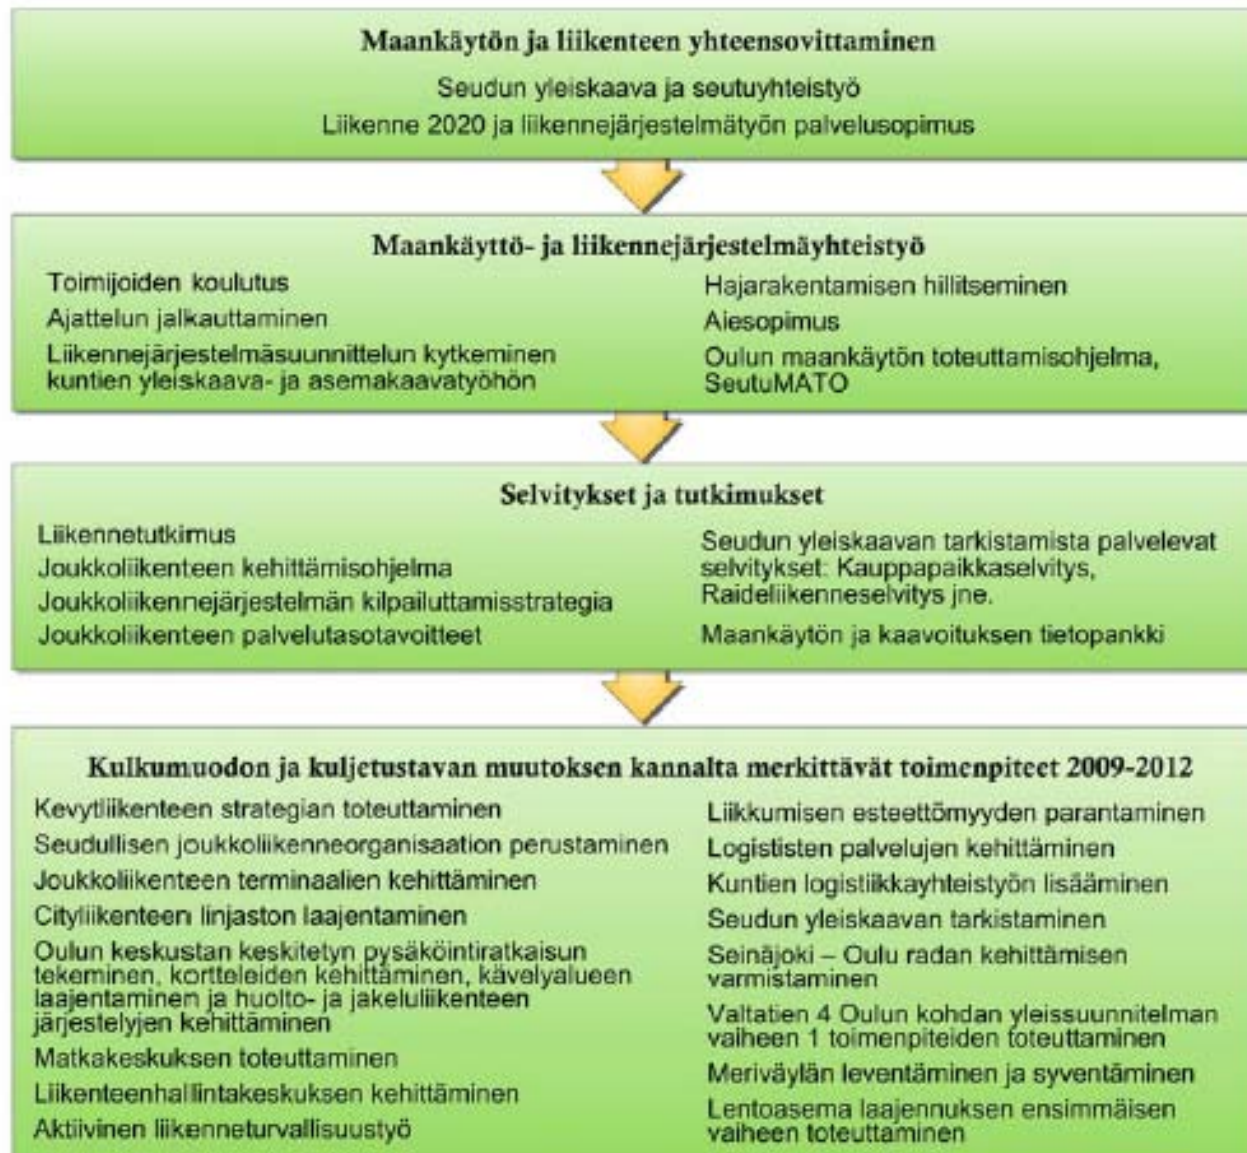 Maankäytön ja liikenteen yhteensovittaminen
Seudun yleiskaava ja seutuyhteistyö
Liikenne 2020 ja liikennejärjestelmätyön palvelusopimus
Maankäyttö- ja liikennejärjestelmäyhteistyö
Toimijoiden koulutus
Ajattelun jalkauttaminen
Liikennejärjestelmäsuunnittelun kytkeminen
kuntien yleiskaava- ja asemakaavatyöhön
Hajarakentamisen hillitseminen
Aiesopimus
Oulun maankäytön toteuttamisohjelma,
SeutuMATO
Selvitykset ja tutkimukset
Liikennetutkimus
Joukkoliikenteen kehittämisohjelma
Joukkoliikennejärjestelmän kilpailuttamisstrategia
Joukkoliikenteen palvelutasotavoitteet
Seudun yleiskaavan tarkistamista palvelevat
selvitykset: Kauppapaikkaselvitys,
Raideliikenneselvitys jne.
Maankäytön ja kaavoituksen tietopankki
Kulkumuodon ja kuljetustavan muutoksen kannalta merkittävät toimenpiteet 2009-2012
Kevytliikenteen strategian toteuttaminen
Seudullisen joukkoliikenneorganisaation perustaminen
Joukkoliikenteen terminaalien kehittäminen
Cityliikenteen linjaston laajentaminen
Oulun keskustan keskitetyn pysäköintiratkaisun
tekeminen, kortteleiden kehittäminen, kävelyalueen
laajentaminen ja huolto- ja jakeluliikenteen
järjestelyjen kehittäminen
Matkakeskuksen toteuttaminen
Liikenteenhallintakeskuksen kehittäminen
Aktiivinen liikenneturvallisuustyö
Liikkumisen esteettömyyden parantaminen
Logististen palvelujen kehittäminen
Kuntien logistiikkayhteistyön lisääminen
Seudun yleiskaavan tarkistaminen
Seinäjoki – Oulu radan kehittämisen
varmistaminen
Valtatien 4 Oulun kohdan yleissuunnitelman
vaiheen 1 toimenpiteiden toteuttaminen
Meriväylän leventäminen ja syventäminen
Lentoasema laajennuksen ensimmäisen
vaiheen toteuttaminen